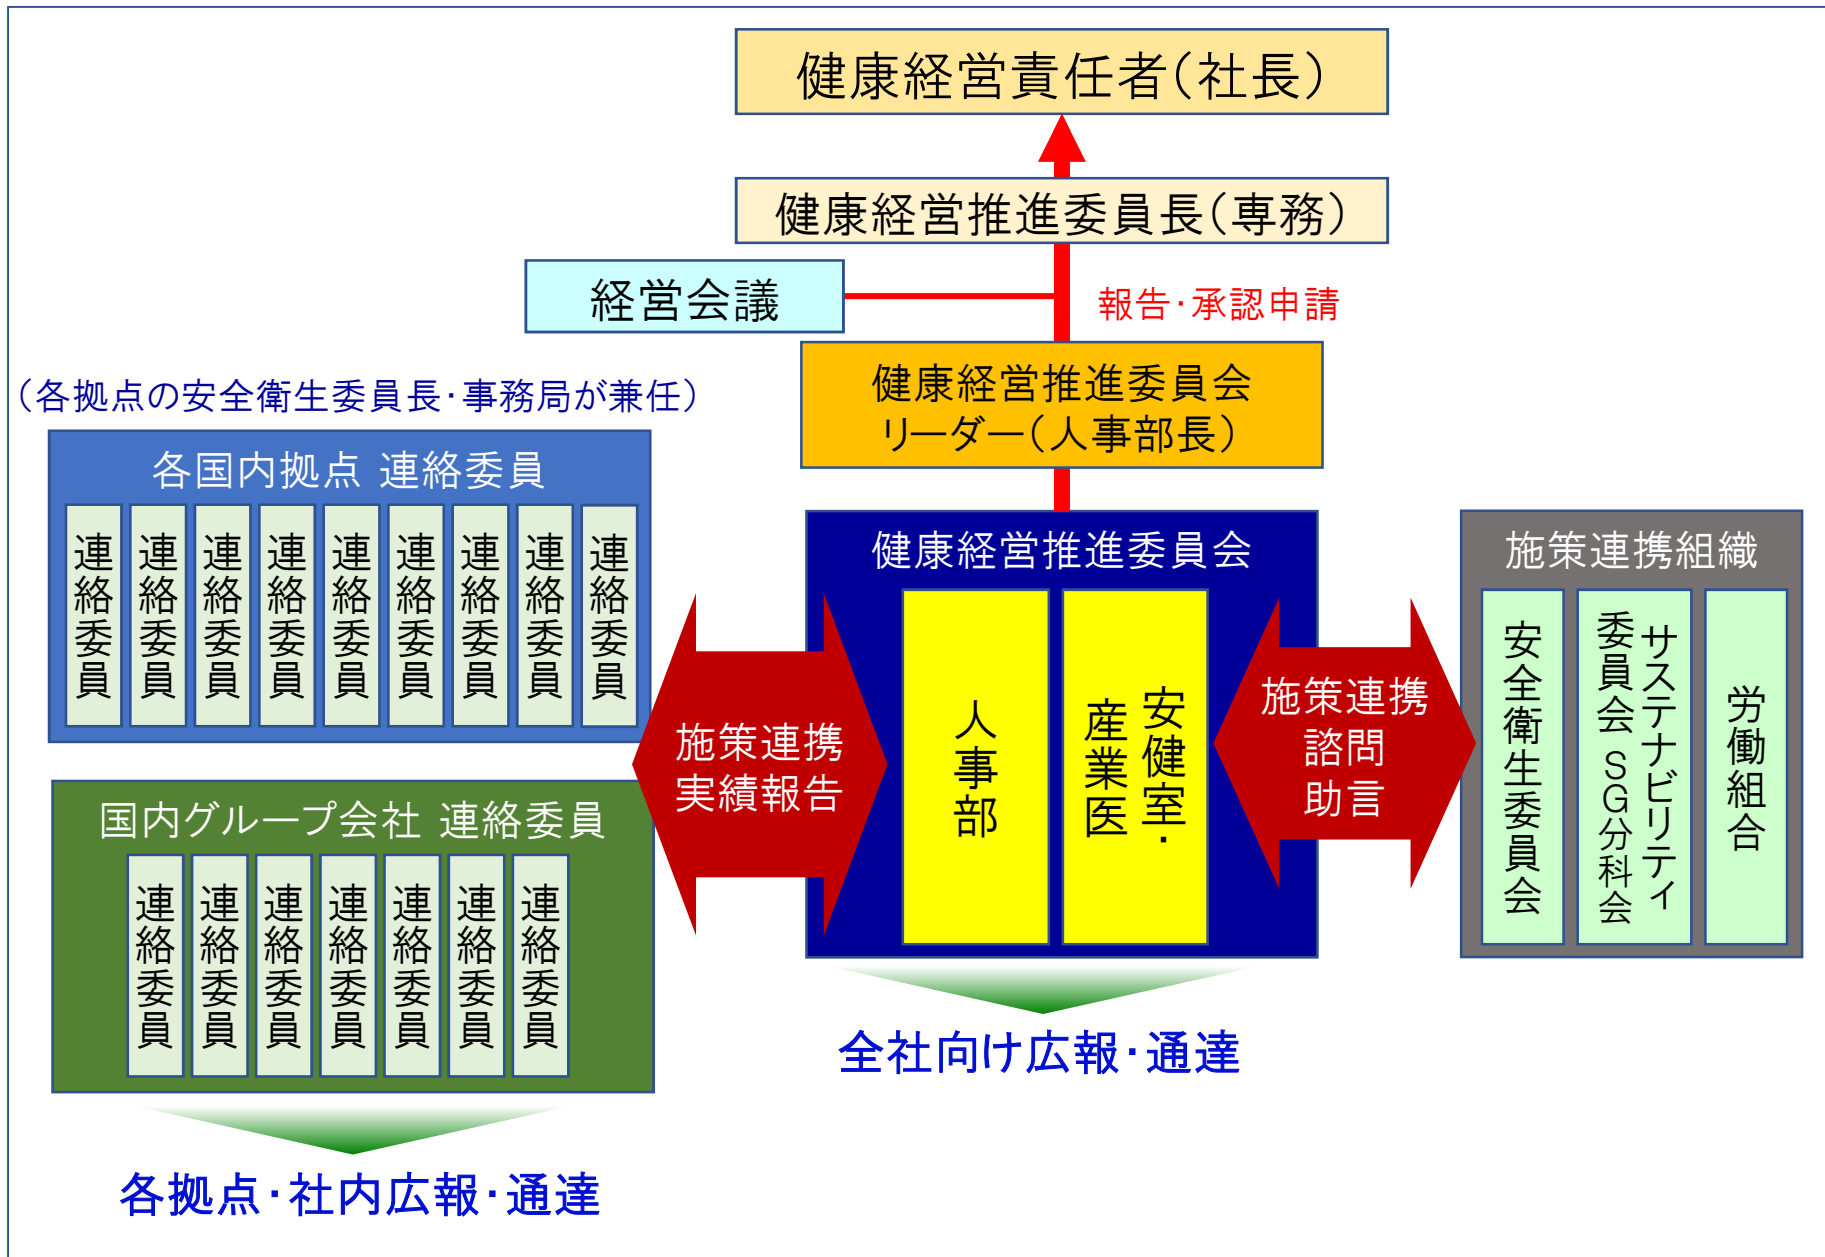 健康経営責任者(社長)
健康経営推進委員長(専務)
経営会議
報告・承認申請
健康経営推進委員会
リーダー(人事部長)
(各拠点の安全衛生委員長・事務局が兼任)
各国内拠点 連絡委員
連絡委員
連絡委員
連絡委員
連絡委員
連絡委員
連絡委員
連絡委員
連絡委員
連絡委員
国内グループ会社 連絡委員
連絡委員
連絡委員
連絡委員
連絡委員
連絡委員
連絡委員
連絡委員
各拠点・社内広報・通達
施策連携
実績報告
健康経営推進委員会
人事部
安健室・
産業医
全社向け広報・通達
施策連携
諮問
助言
施策連携組織
安全衛生委員会
サステナビリティ
委員会 SG分科会
労働組合